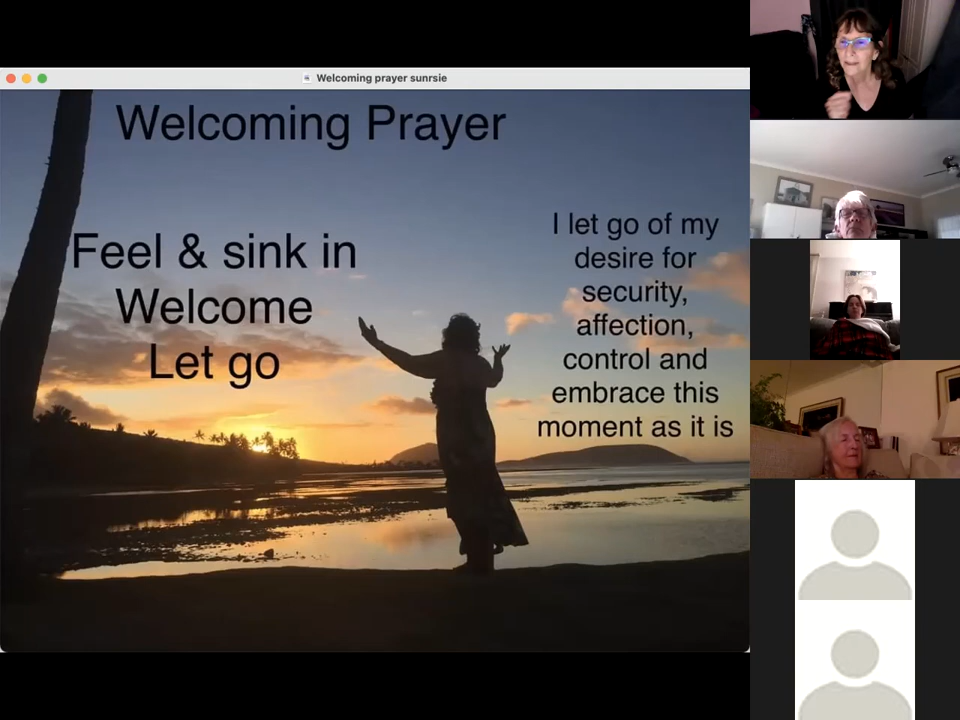 Welcoming prayer sunrsie
Welcoming Prayer
Feel & sink in
Welcome
Let go
I let go of my
desire for
security,
affection,
control and
embrace this
moment as it is